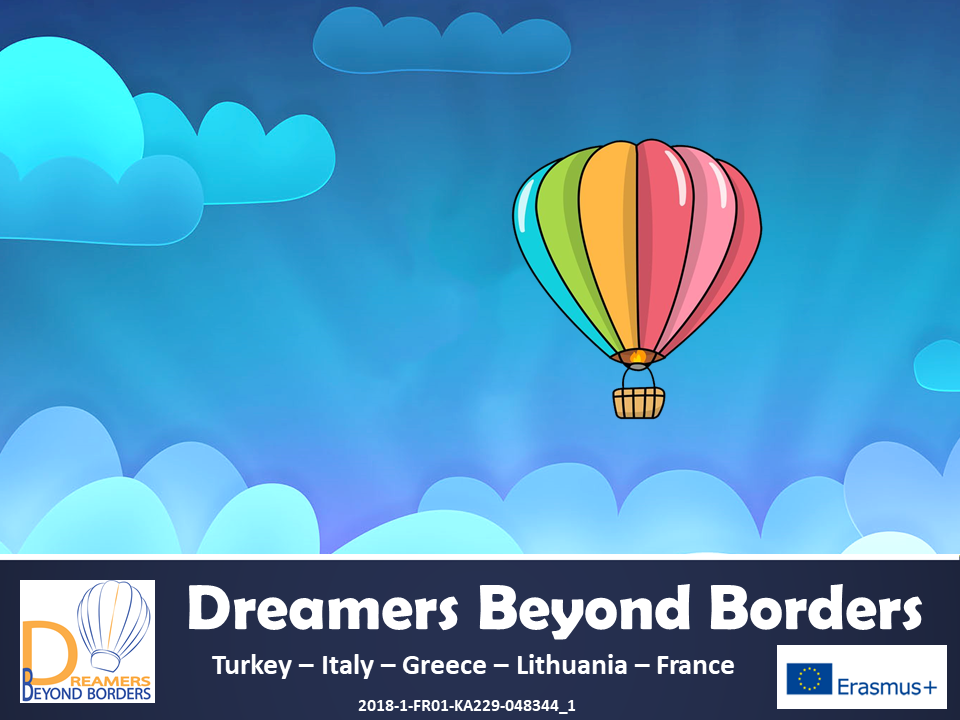 Dreamers Beyond Borders
DREAMERS
BEYOND BORDERS
Turkey – Italy – Greece – Lithuania – France
Erasmus+
2018-1-FR01-KA229-048344_1